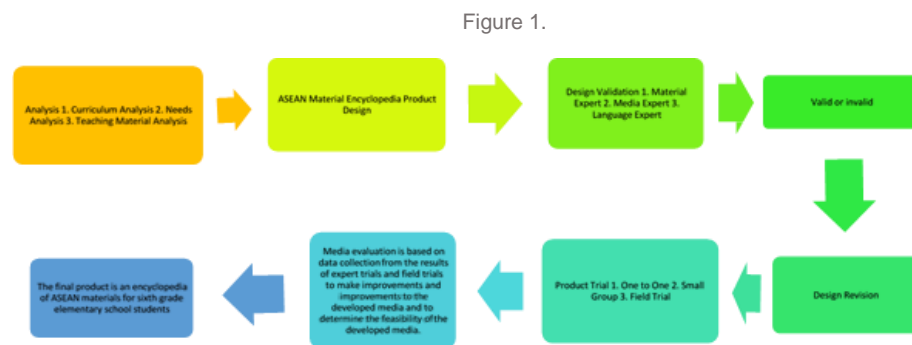 Figure 1.
Analysis 1. Curriculum Analysis 2. Needs
Analysis 3. Teaching Material Analysis
ASEAN Material Encyclopedia Product
Design
Design Validation 1. Material
Expert 2. Media Expert 3.
Language Expert
Valid or invalid
Design Revision
Product Trial 1. One to One 2. Small
Group 3. Field Trial
Media evaluation is based on
data collection from the results
of expert trials and field trials
to make improvements and
improvements to the
developed media and to
determine the feasibility of the
developed media.
The final product is an encyclopedia
of ASEAN materials for sixth grade
elementary school students